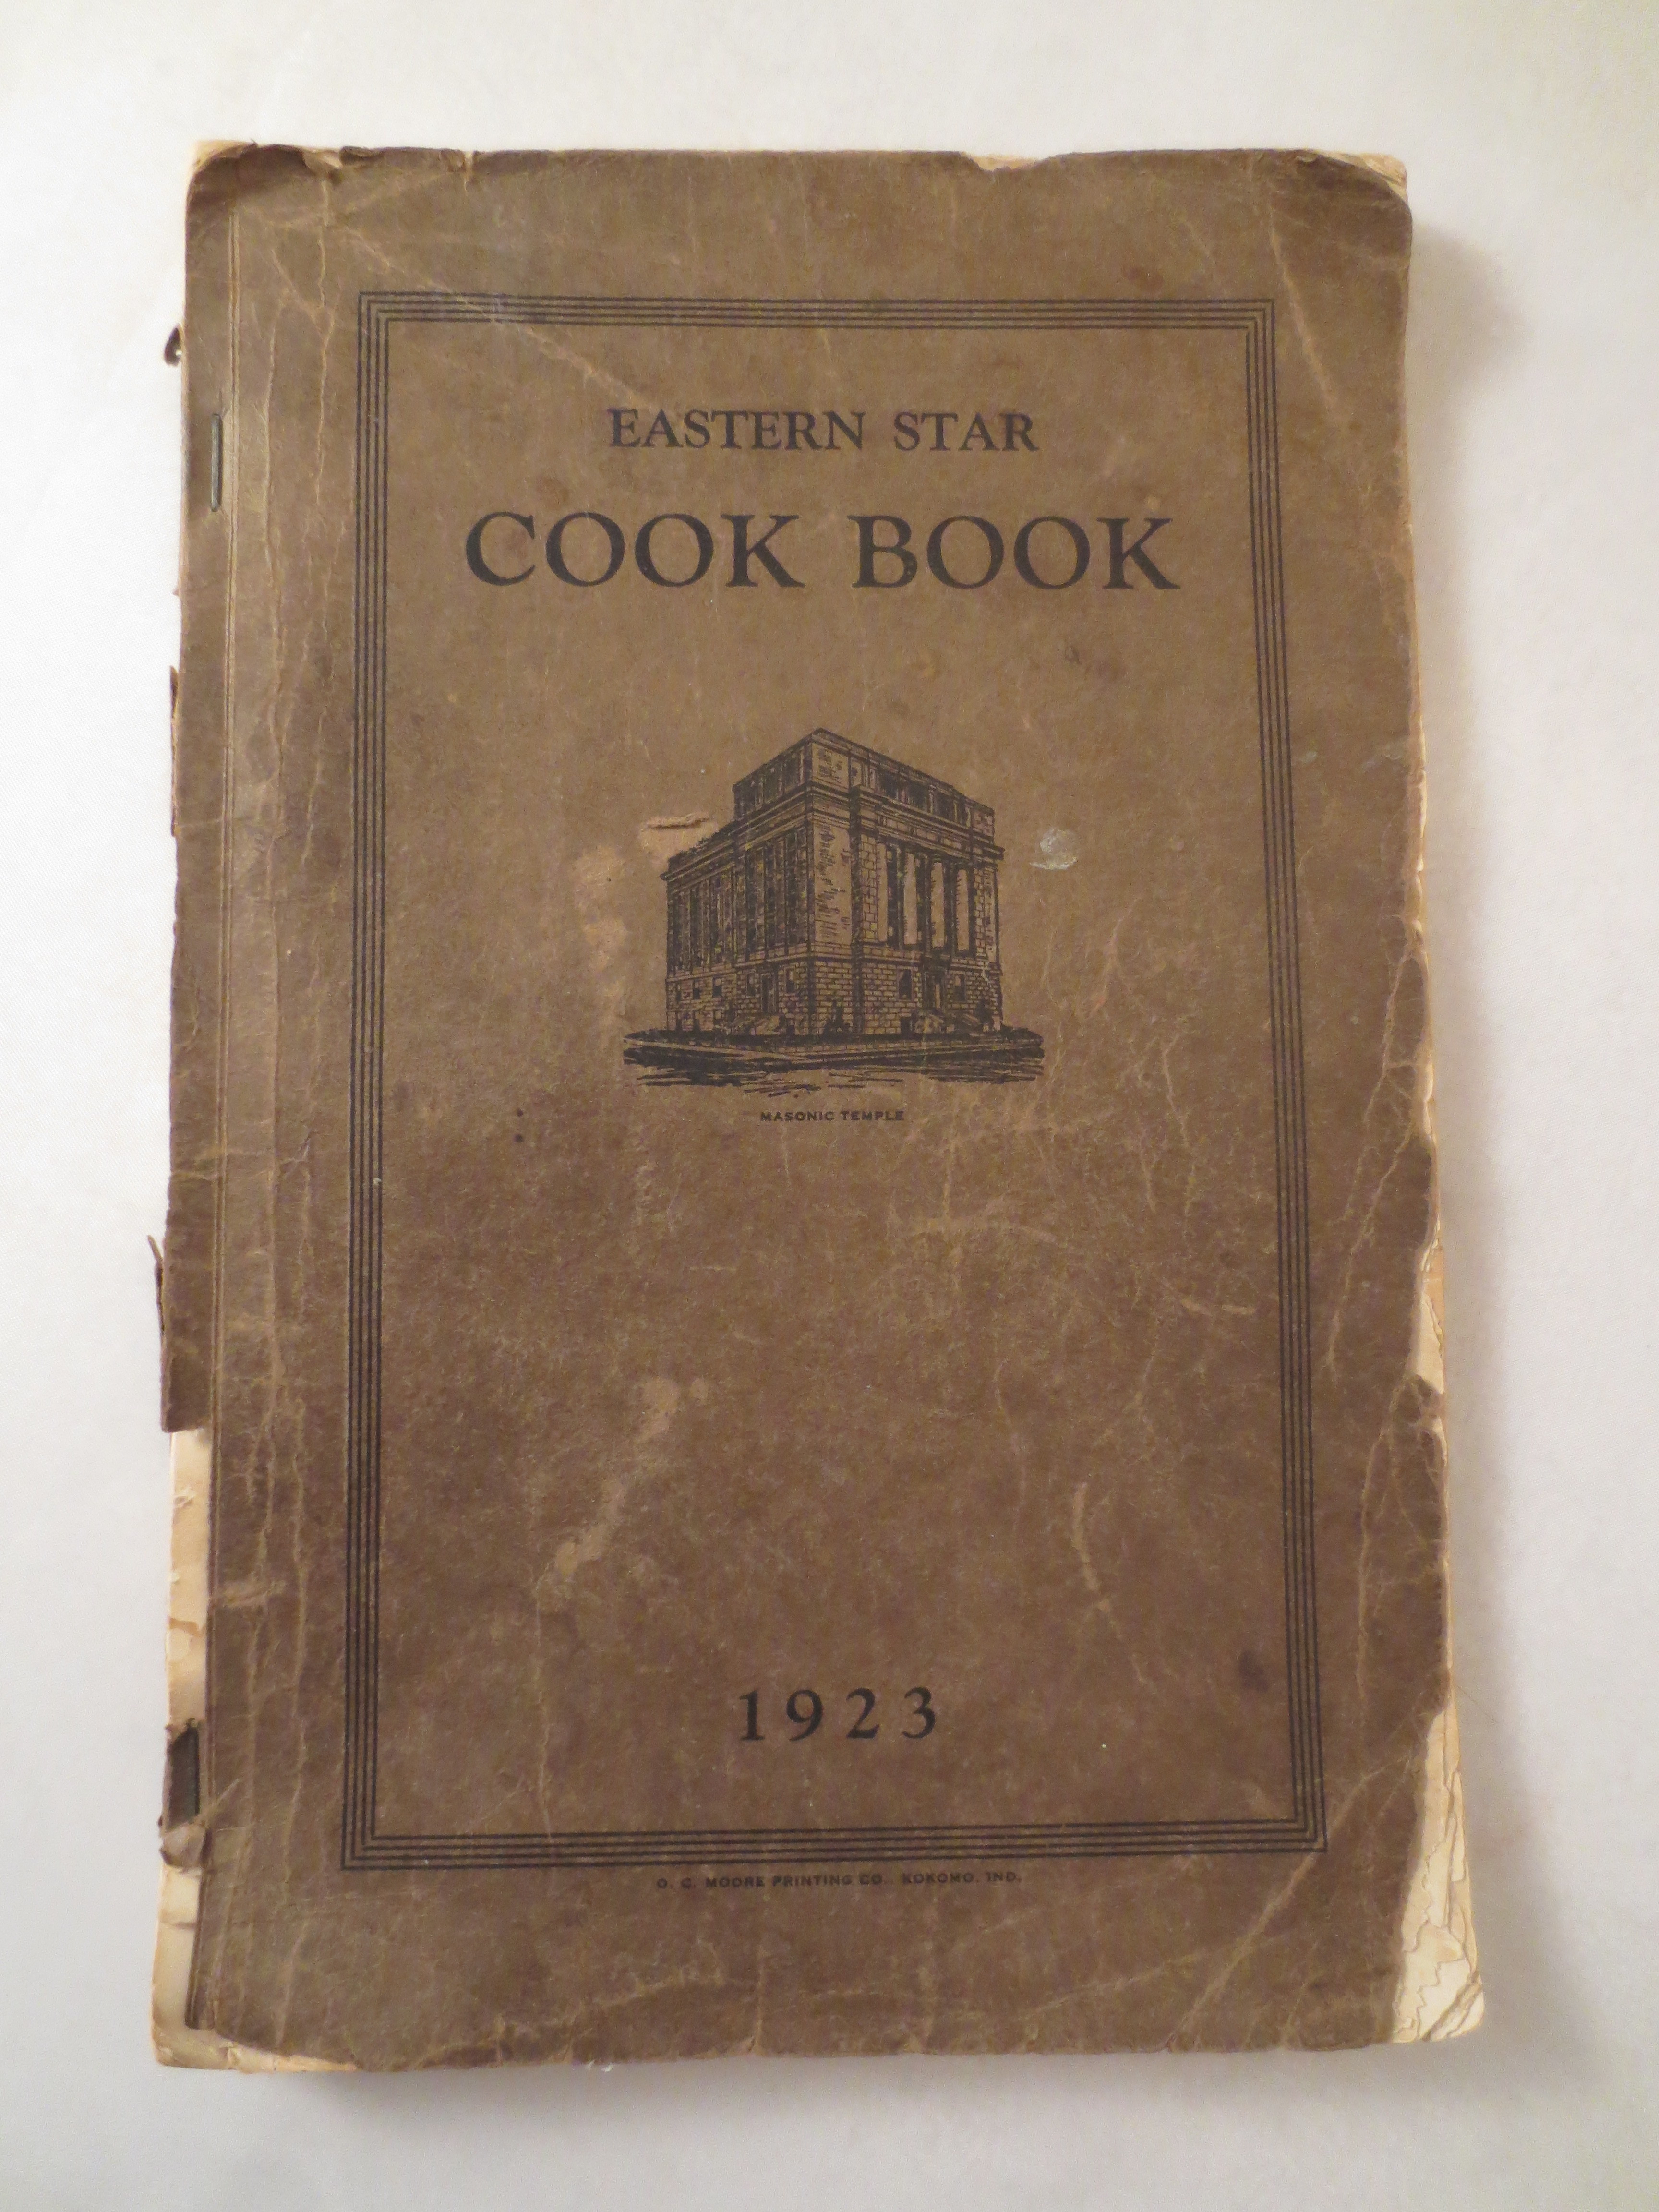 EASTERN STAR
COOK BOOK
MASONIC TEMPLE
1923
O. C. MOORE PRINTING CO., KOKOMO, IND.